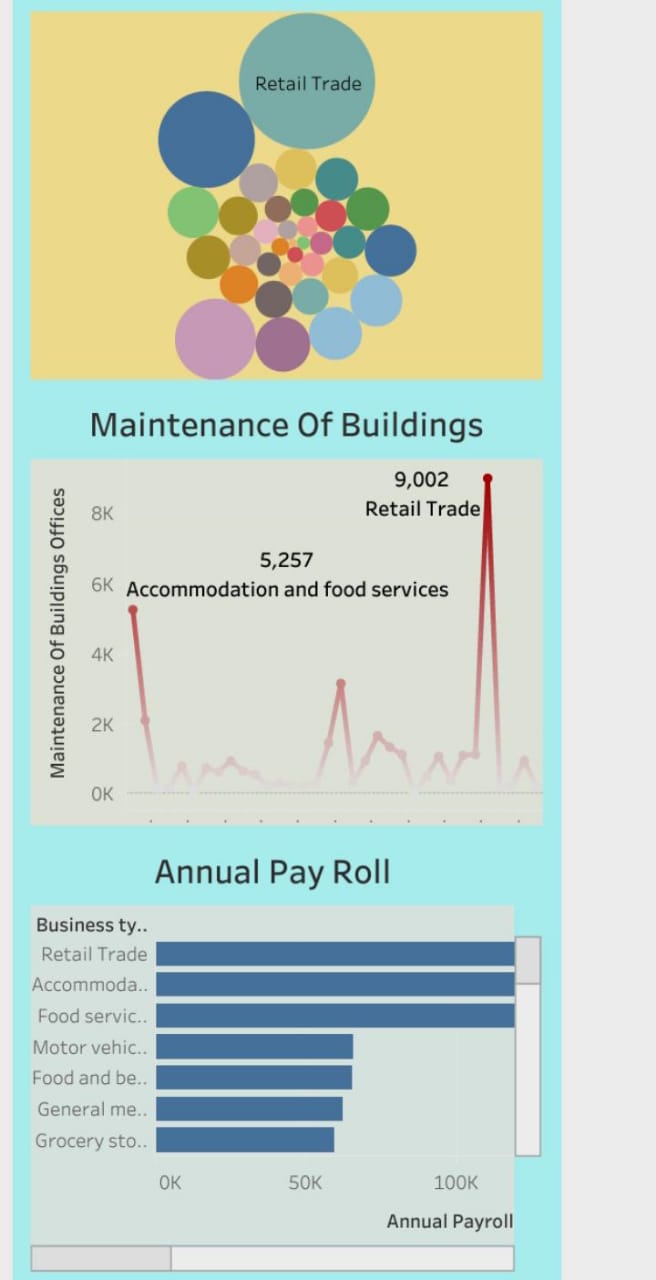 Retail Trade
Maintenance Of Buildings
Maintenance Of Buildings Offices
9,002
Retail Trade
8K
5,257
6K
Accommodation and food services
4K
2K
0K
Annual Pay Roll
Business ty..
Retail Trade
Accommoda..
Food servic..
Motor vehic..
Food and be..
General me..
Grocery sto..
0K 50K 100K
Annual Payroll